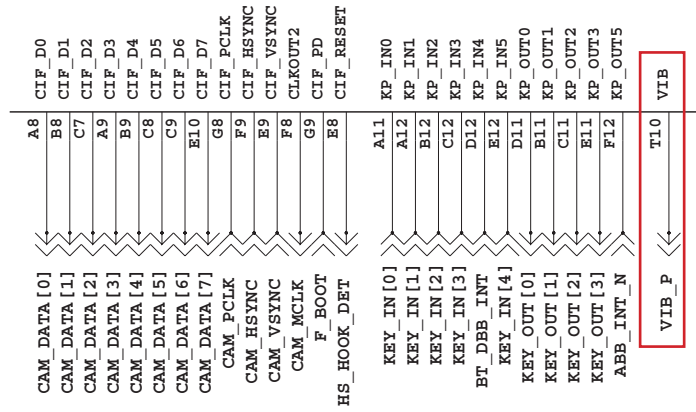 CIF_D0
CIF_D1
CIF_D2
CIF_D3
CIF_D4
CIF_D5
CIF_D6
CIF_D7
CIF_PCLK
CIF_HSYNC
CIF_VSYNC
CLKOUT2
CIF_PD
CIF_RESET
KP_IN0
KP_IN1
KP_IN2
KP_IN3
KP_IN4
KP_IN5
KP_OUT0
KP_OUT1
KP_OUT2
KP_OUT3
KP_OUT5
VIB
A8
B8
C7
A9
B9
C8
C9
E10
G8
F9
E9
F8
G9
E8
A11
A12
B12
C12
D12
E12
D11
B11
C11
E11
F12
T10
CAM_DATA[0]
CAM_DATA[1]
CAM_DATA[2]
CAM_DATA[3]
CAM_DATA[4]
CAM_DATA[5]
CAM_DATA[6]
CAM_DATA[7]
CAM_PCLK
CAM_HSYNC
CAM_VSYNC
CAM_MCLK
F_BOOT
HS_HOOK_DET
KEY_IN[0]
KEY_IN[1]
KEY_IN[2]
KEY_IN[3]
BT_DBB_INT
KEY_IN[4]
KEY_OUT[0]
KEY_OUT[1]
KEY_OUT[2]
KEY_OUT[3]
ABB_INT_N
VIB_P